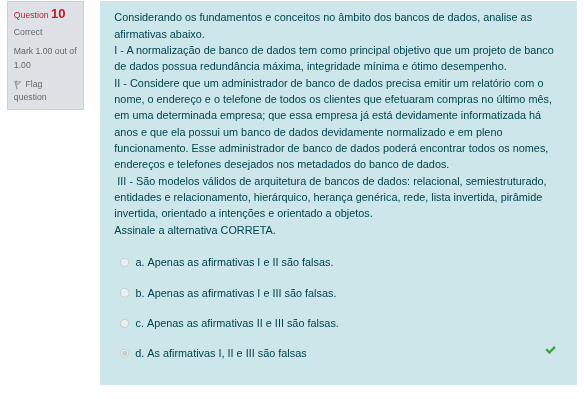 Question 10
Correct
Mark 1.00 out of
1.00
Flag
question
Considerando os fundamentos e conceitos no âmbito dos bancos de dados, analise as
afirmativas abaixo.
I - A normalização de banco de dados tem como principal objetivo que um projeto de banco
de dados possua redundância máxima, integridade mínima e ótimo desempenho.
II - Considere que um administrador de banco de dados precisa emitir um relatório com o
nome, o endereço e o telefone de todos os clientes que efetuaram compras no último mês,
em uma determinada empresa; que essa empresa já está devidamente informatizada há
anos e que ela possui um banco de dados devidamente normalizado e em pleno
funcionamento. Esse administrador de banco de dados poderá encontrar todos os nomes,
endereços e telefones desejados nos metadados do banco de dados.
III - São modelos válidos de arquitetura de bancos de dados: relacional, semiestruturado,
entidades e relacionamento, hierárquico, herança genérica, rede, lista invertida, pirâmide
invertida, orientado a intenções e orientado a objetos.
Assinale a alternativa CORRETA.
a. Apenas as afirmativas I e II são falsas.
b. Apenas as afirmativas I e III são falsas.
c. Apenas as afirmativas II e III são falsas.
d. As afirmativas I, II e III são falsas